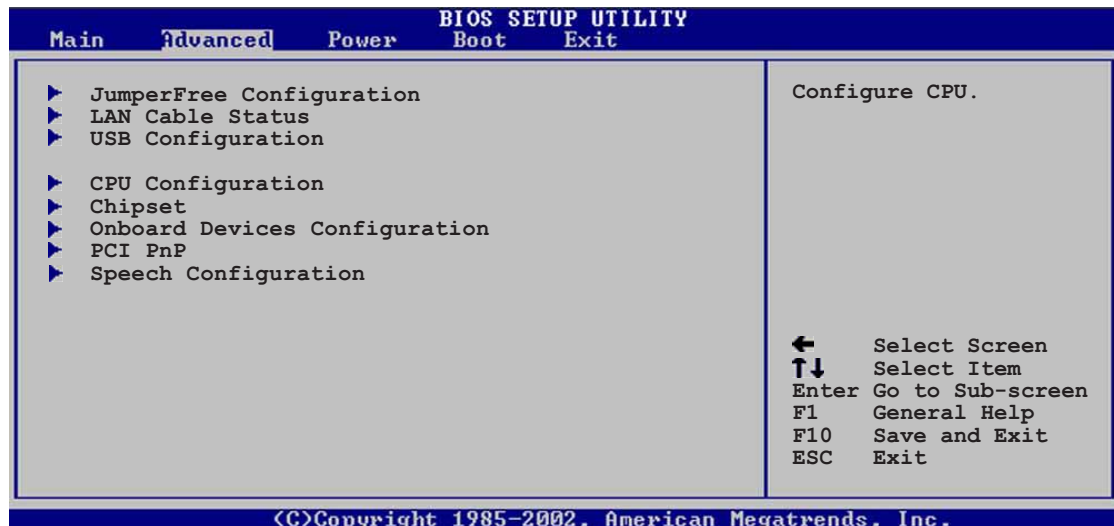 BIOS SETUP UTILITY
Main Advanced Power Boot Exit
JumperFree Configuration
LAN Cable Status
USB Configuration
CPU Configuration
Chipset
Onboard Devices Configuration
PCI PnP
Speech Configuration
Configure CPU.
← Select Screen
↑↓ Select Item
Enter Go to Sub-screen
F1 General Help
F10 Save and Exit
ESC Exit
(C)Copyright 1985-2002, American Megatrends, Inc.